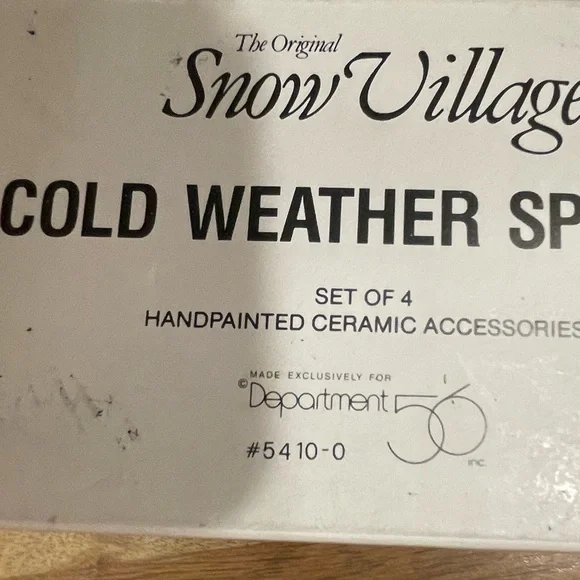 The Original
Snow Village
COLD WEATHER SP
SET OF 4
HANDPAINTED CERAMIC ACCESSORIES
MADE EXCLUSIVELY FOR
© Department 56 inc.
#5410-0